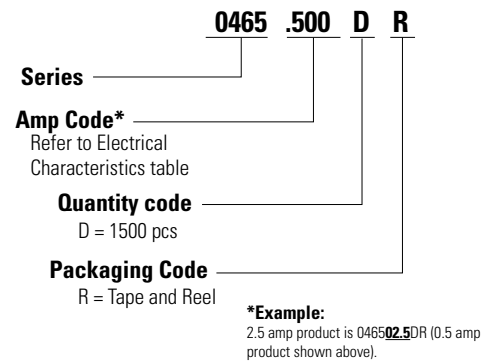 0465 .500 D R
Series
Amp Code*
Refer to Electrical
Characteristics table
Quantity code
D = 1500 pcs
Packaging Code
R = Tape and Reel
*Example:
2.5 amp product is 046502.5DR (0.5 amp
product shown above).